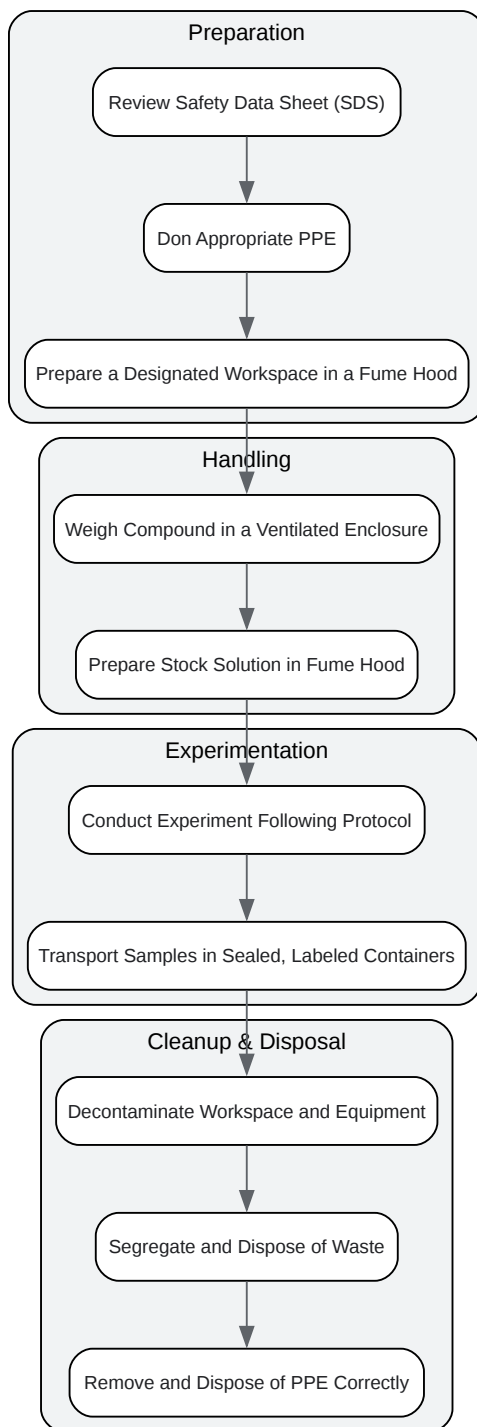 Preparation
Review Safety Data Sheet (SDS)
Don Appropriate PPE
Prepare a Designated Workspace in a Fume Hood
Handling
Weigh Compound in a Ventilated Enclosure
Prepare Stock Solution in Fume Hood
Experimentation
Conduct Experiment Following Protocol
Transport Samples in Sealed, Labeled Containers
Cleanup & Disposal
Decontaminate Workspace and Equipment
Segregate and Dispose of Waste
Remove and Dispose of PPE Correctly